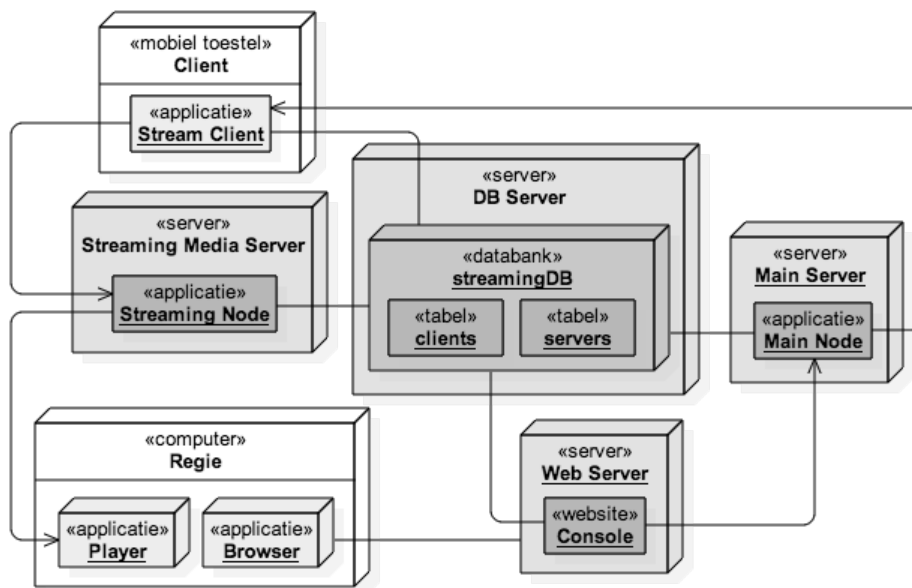 «mobiel toestel»
Client
«applicatie»
Stream Client
«server»
DB Server
«server»
Streaming Media Server
«applicatie»
Streaming Node
«databank»
streamingDB
«tabel»
clients
«tabel»
servers
«server»
Main Server
«applicatie»
Main Node
«computer»
Regie
«applicatie»
Player
«applicatie»
Browser
«server»
Web Server
«website»
Console